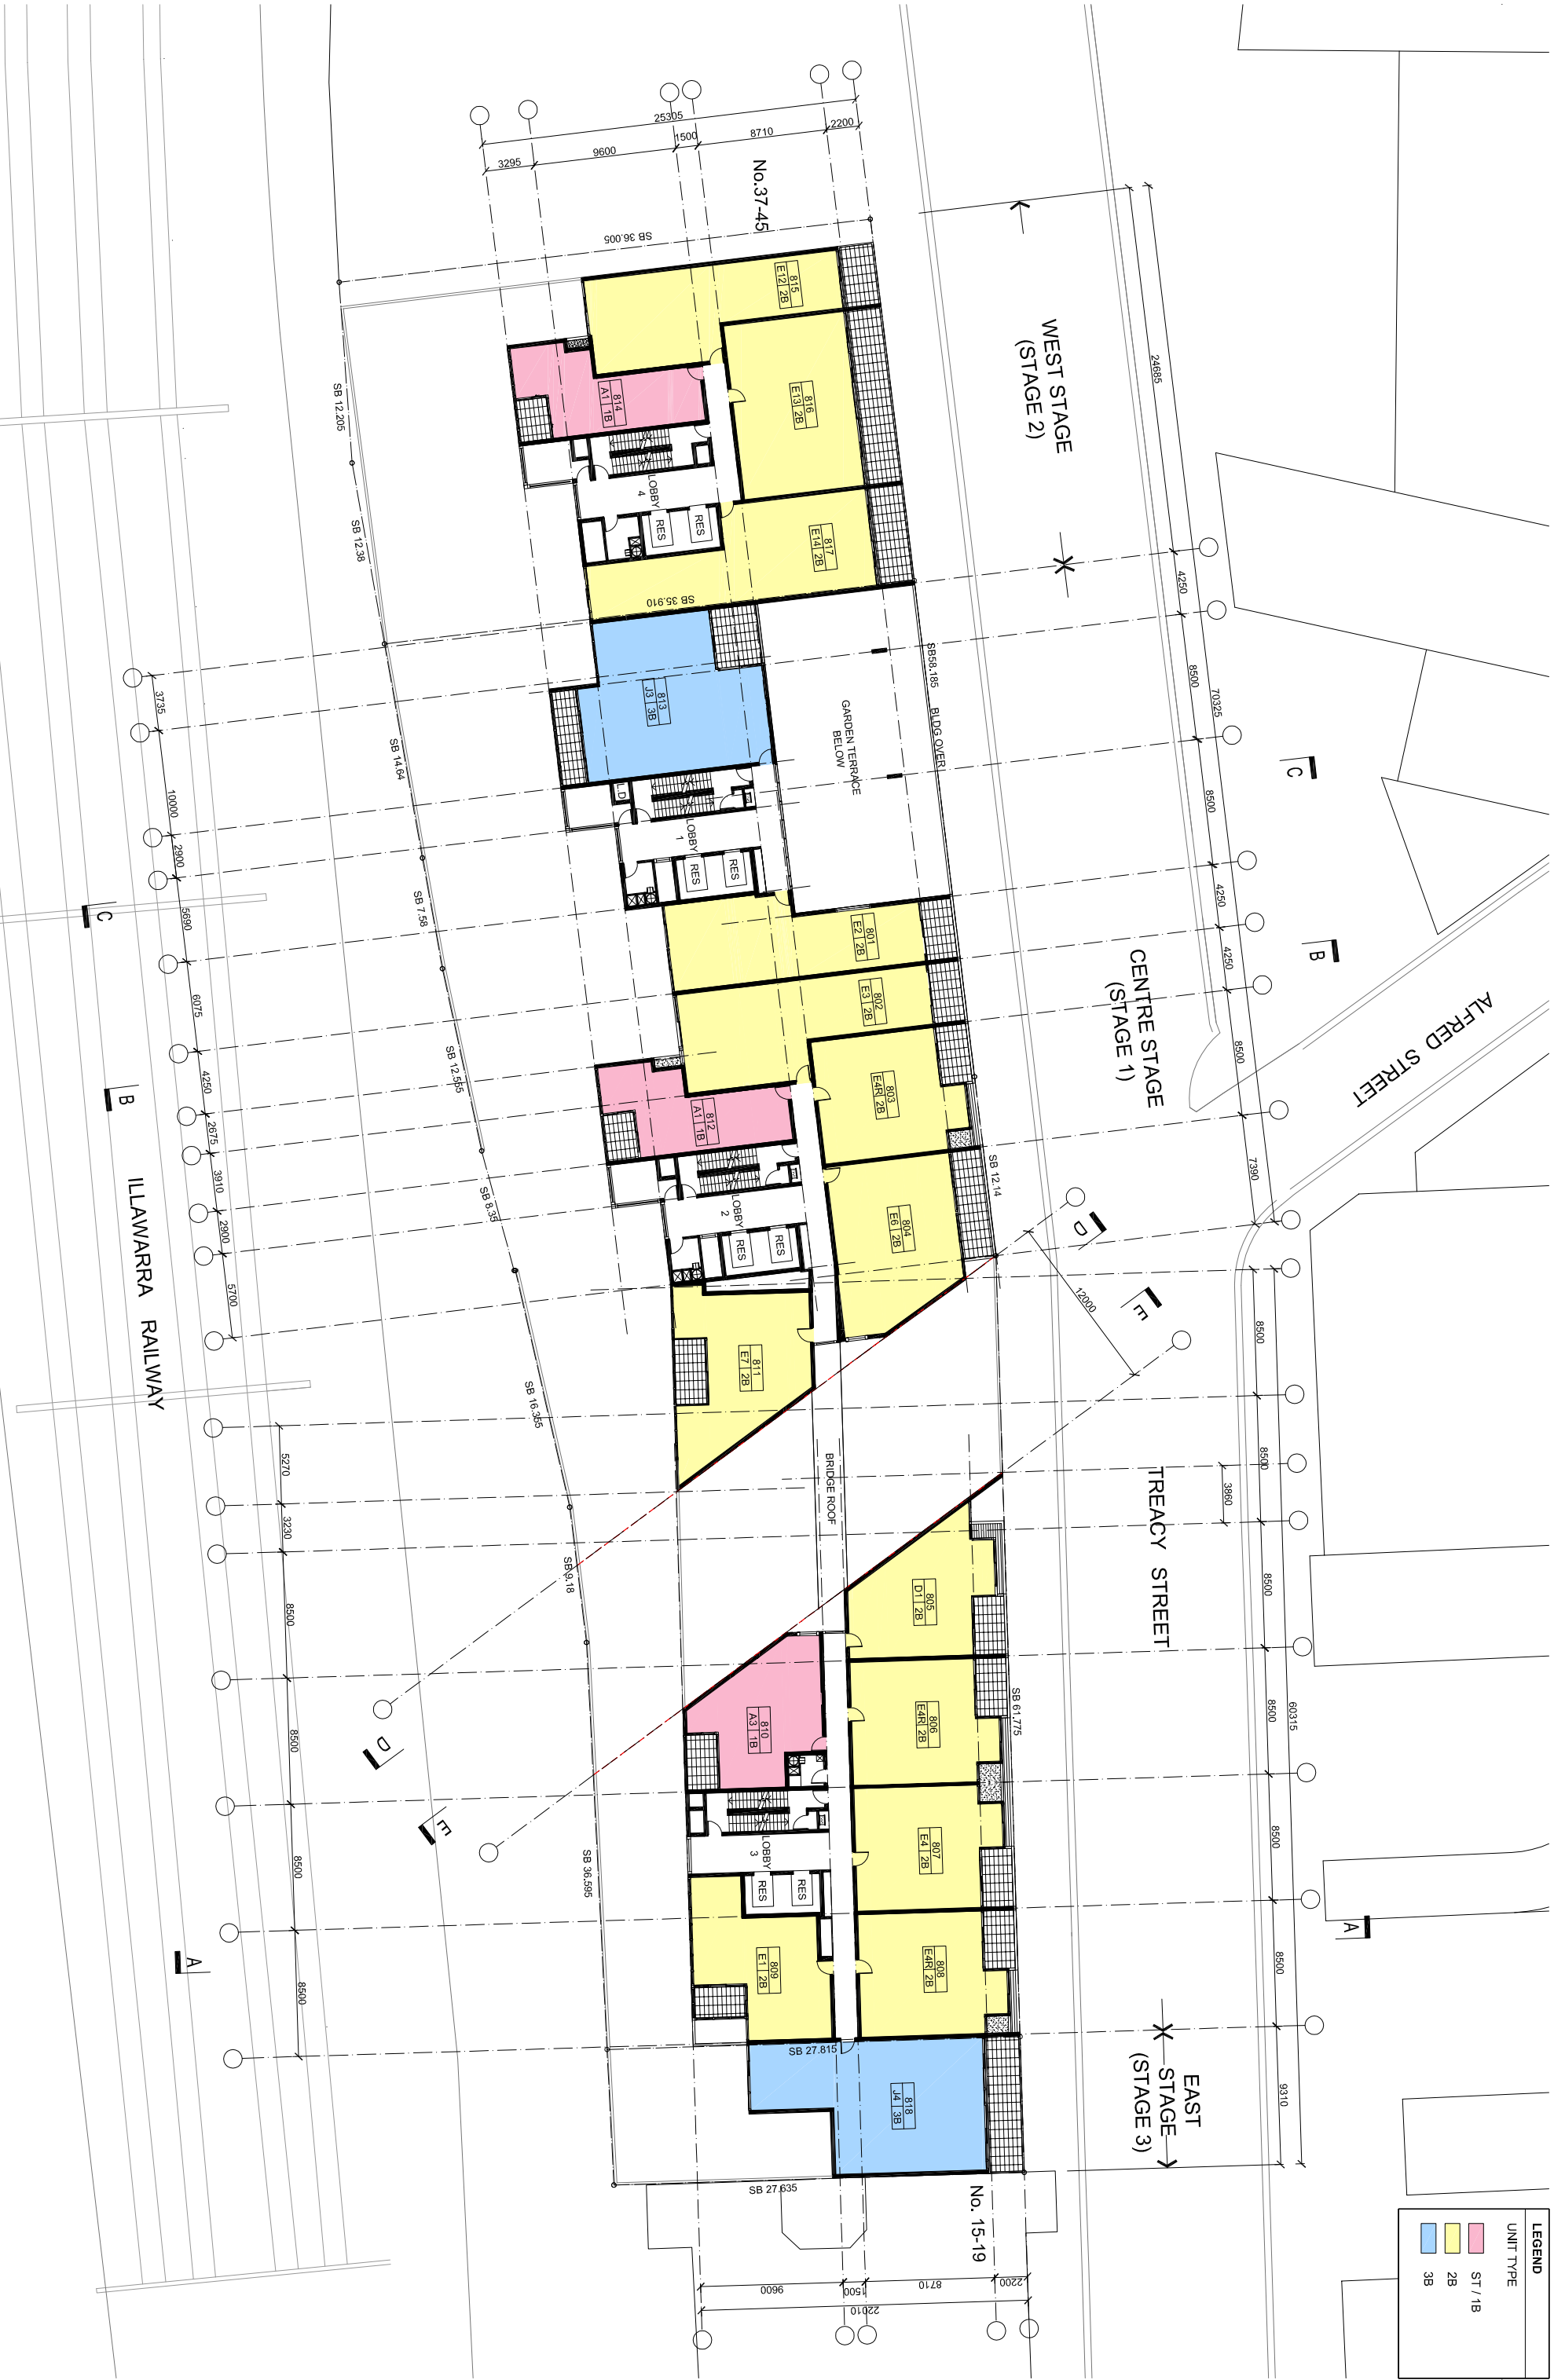 No.37-45
25305
3295
9600
1500
8710
2200
SB 36.005
WEST STAGE
(STAGE 2)
24685
4250
8500
70325
8500
4250
4250
8500
7390
815
E12 2B
816
E13 2B
817
E14 2B
814
A1 1B
LOBBY
4
RES
RES
SB 35.910
SB 12.205
SB 12.38
SB 14.64
SB 7.58
SB 12.555
SB 8.35
SB 16.355
SB 9.18
SB 36.595
813
J3 3B
GARDEN TERRACE
BELOW
SB58.185 BLDG OVER
LOBBY
1
RES
RES
801
E2 2B
802
E3 2B
803
E4R 2B
804
E6 2B
812
A1 1B
LOBBY
2
RES
RES
811
E7 2B
SB 12.14
CENTRE STAGE
(STAGE 1)
ALFRED STREET
C
B
D
E
12000
3735
10000
2900
5690
6075
4250
2675
3910
2900
5700
C
B
ILLAWARRA RAILWAY
5270
3230
8500
8500
8500
8500
D
E
A
BRIDGE ROOF
TREACY STREET
8500
8500
3860
8500
8500
60315
8500
8500
9310
A
805
D1 2B
806
E4R 2B
807
E4 2B
808
E4R 2B
SB 61.775
810
A3 1B
LOBBY
3
RES
RES
809
E1 2B
818
J4 3B
SB 27.815
SB 27.635
EAST
STAGE
(STAGE 3)
No. 15-19
9600
1500
8710
2200
22010
LEGEND
UNIT TYPE
ST / 1B
2B
3B